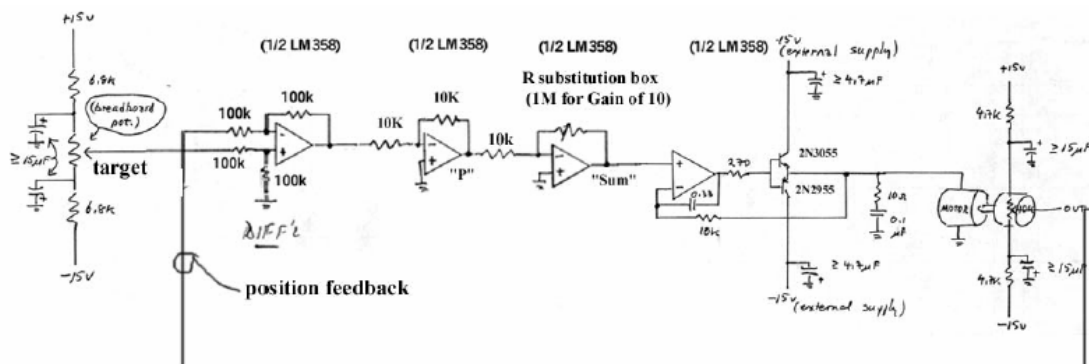 +15v
6.8k
(breadboard
pot.)
≥15µF
target
6.8k
-15v
(1/2 LM358)
100k
100k
100k
100k
DIFF'L
position feedback
(1/2 LM358)
10K
10K
"P"
(1/2 LM358)
R substitution box
(1M for Gain of 10)
10k
"Sum"
(1/2 LM358)
270
0.33
10k
15v (external supply)
≥4.7µF
2N3055
2N2955
≥4.7µF
-15v (external supply)
10Ω
0.1
µF
MOTOR
+15v
4.7k
≥15µF
OUT
≥15µF
4.7K
-15v